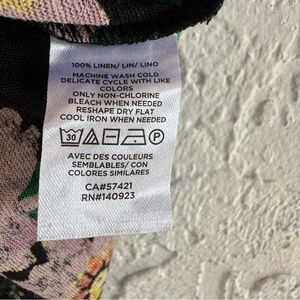 100% LINEN/ LIN/ LINO
MACHINE WASH COLD
DELICATE CYCLE WITH LIKE
COLORS
ONLY NON-CHLORINE
BLEACH WHEN NEEDED
RESHAPE DRY FLAT
COOL IRON WHEN NEEDED
30 P
AVEC DES COULEURS
SEMBLABLES/ CON
COLORES SIMILARES
CA#57421
RN#140923